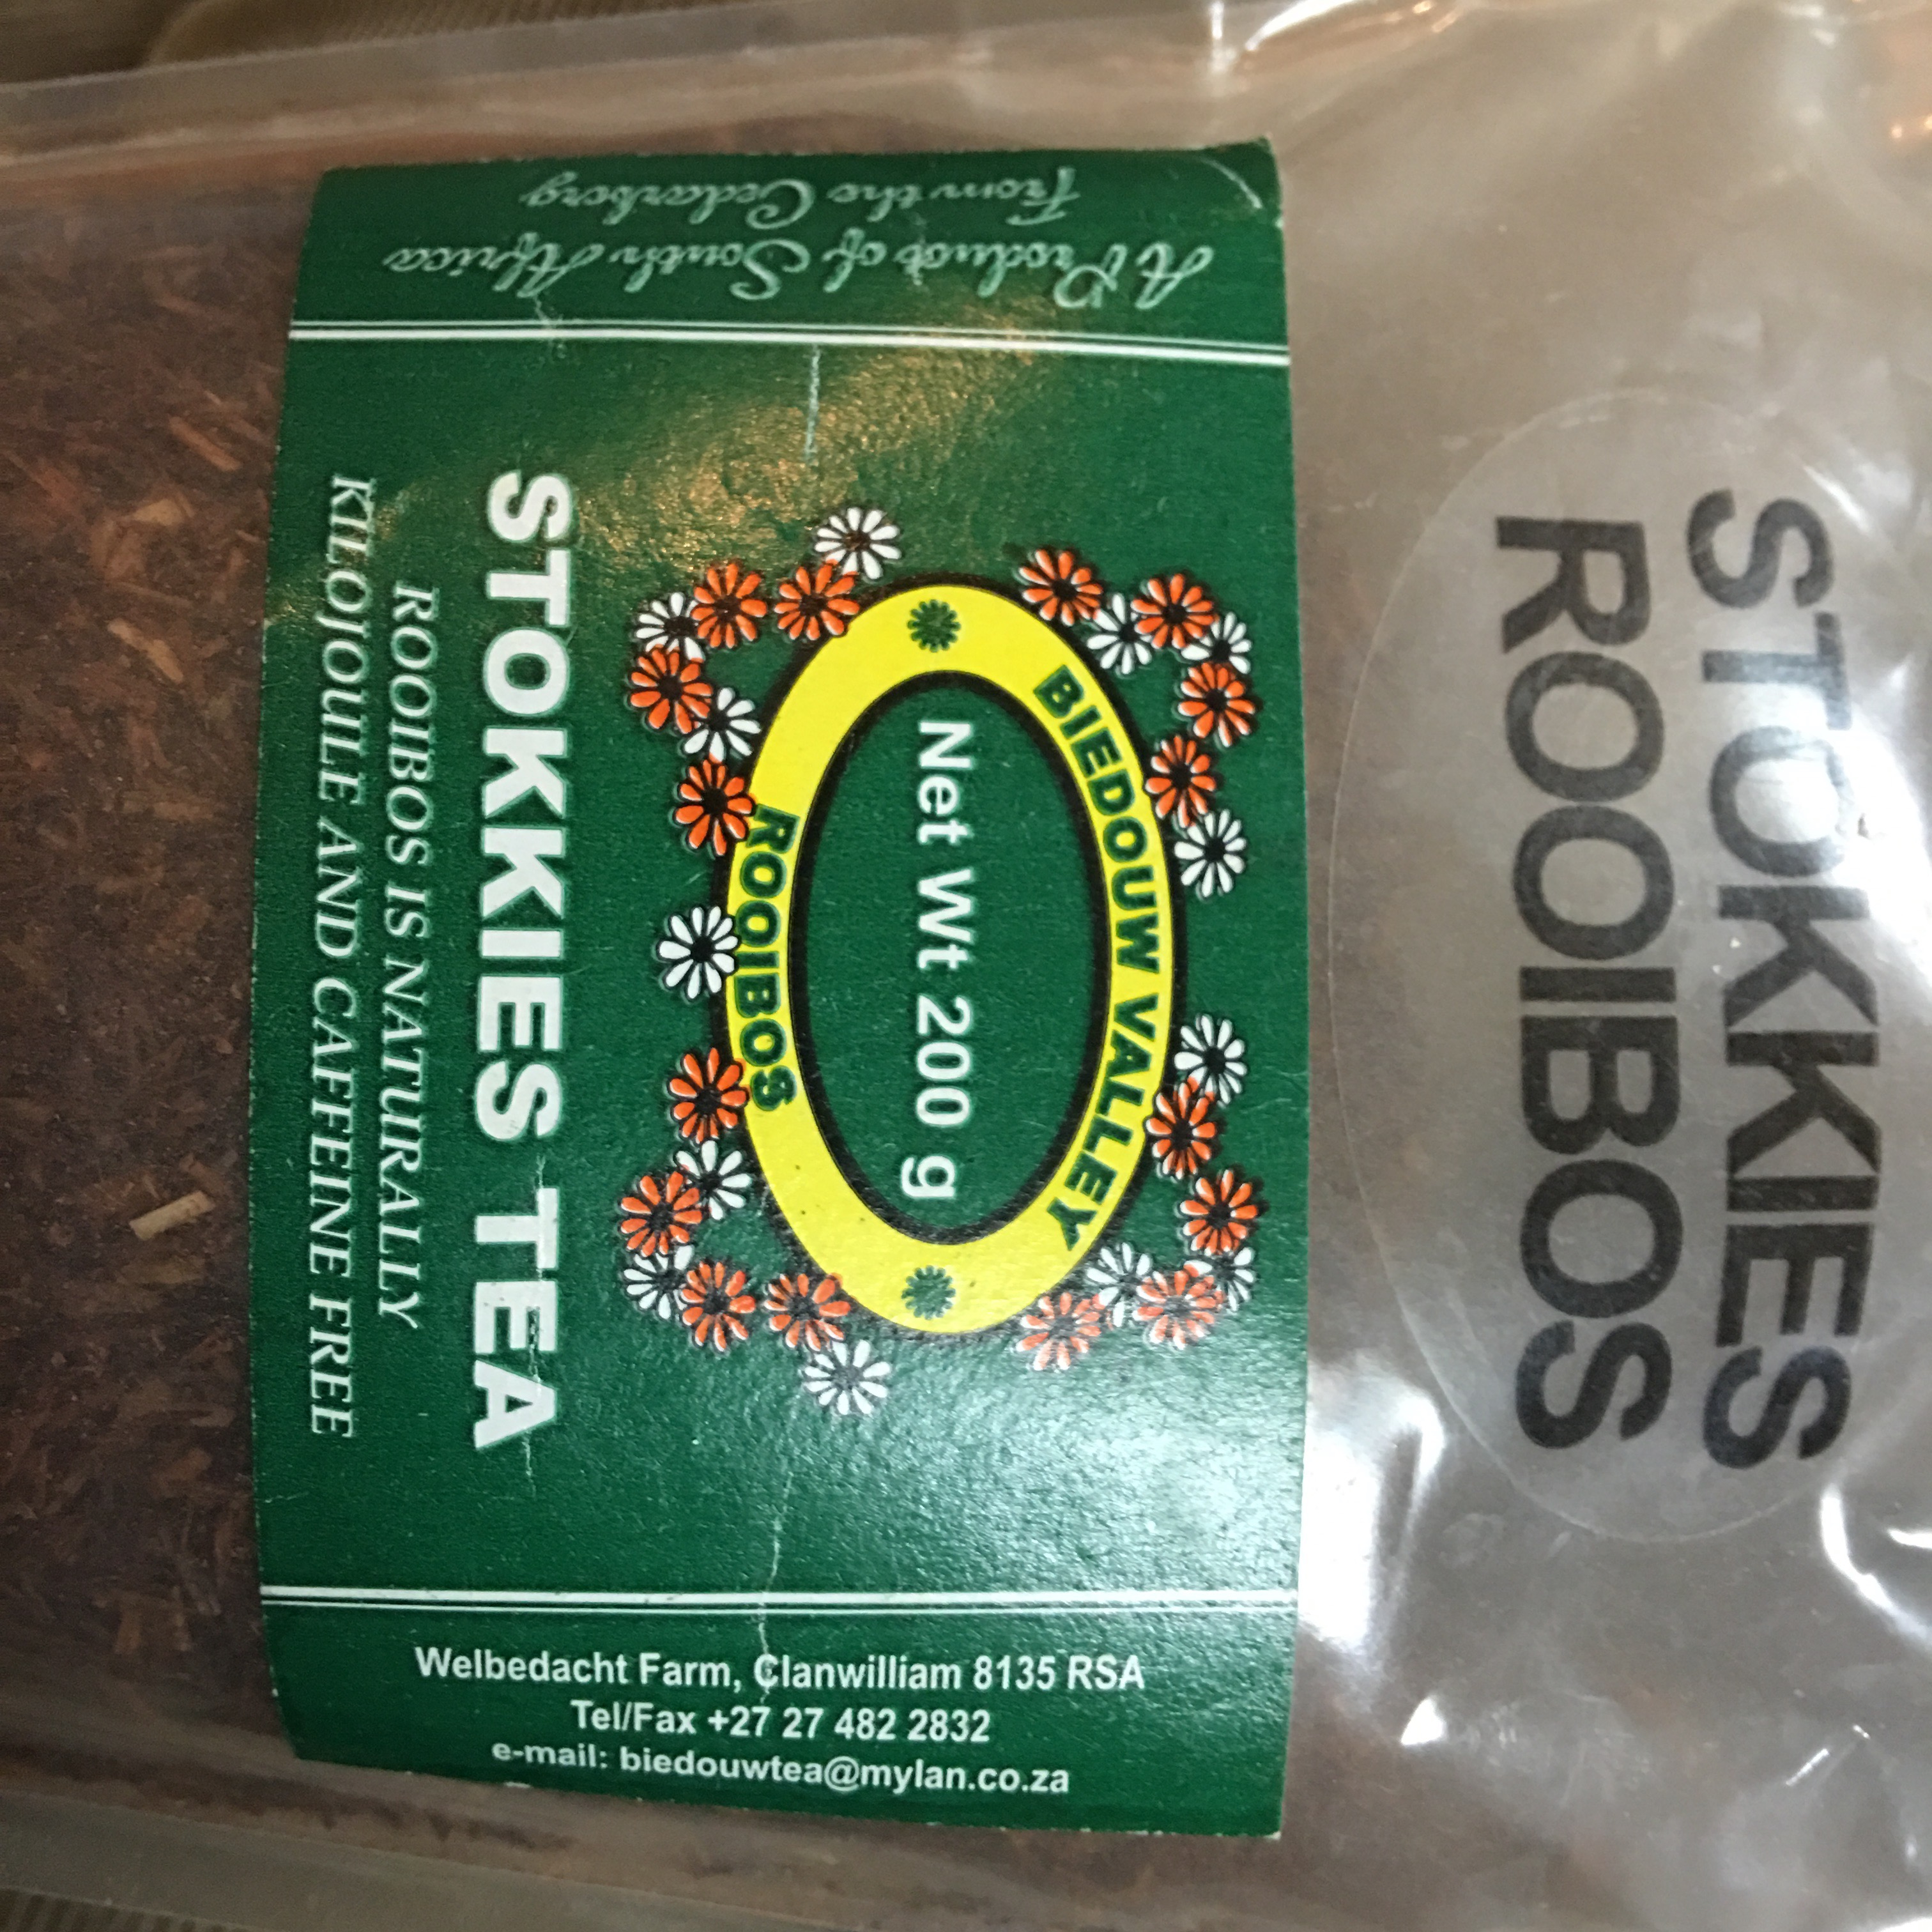 STOKKIES
ROOIBOS
A Product of South Africa
From the Cedarberg
BIEDOUW VALLEY
Net Wt 200 g
ROOIBOS
STOKKIES TEA
ROOIBOS IS NATURALLY
KILOJOULE AND CAFFEINE FREE
Welbedacht Farm, Clanwilliam 8135 RSA
Tel/Fax +27 27 482 2832
e-mail: biedouwtea@mylan.co.za